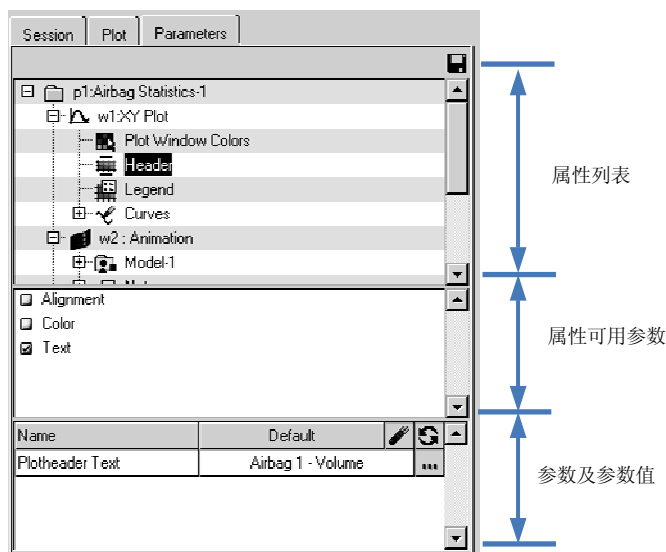 Session Plot Parameters
p1:Airbag Statistics-1
w1:XY Plot
Plot Window Colors
Header
Legend
Curves
w2 : Animation
Model-1
属性列表
Alignment
Color
Text
属性可用参数
Name Default
Plotheader Text Airbag 1 - Volume ...
参数及参数值